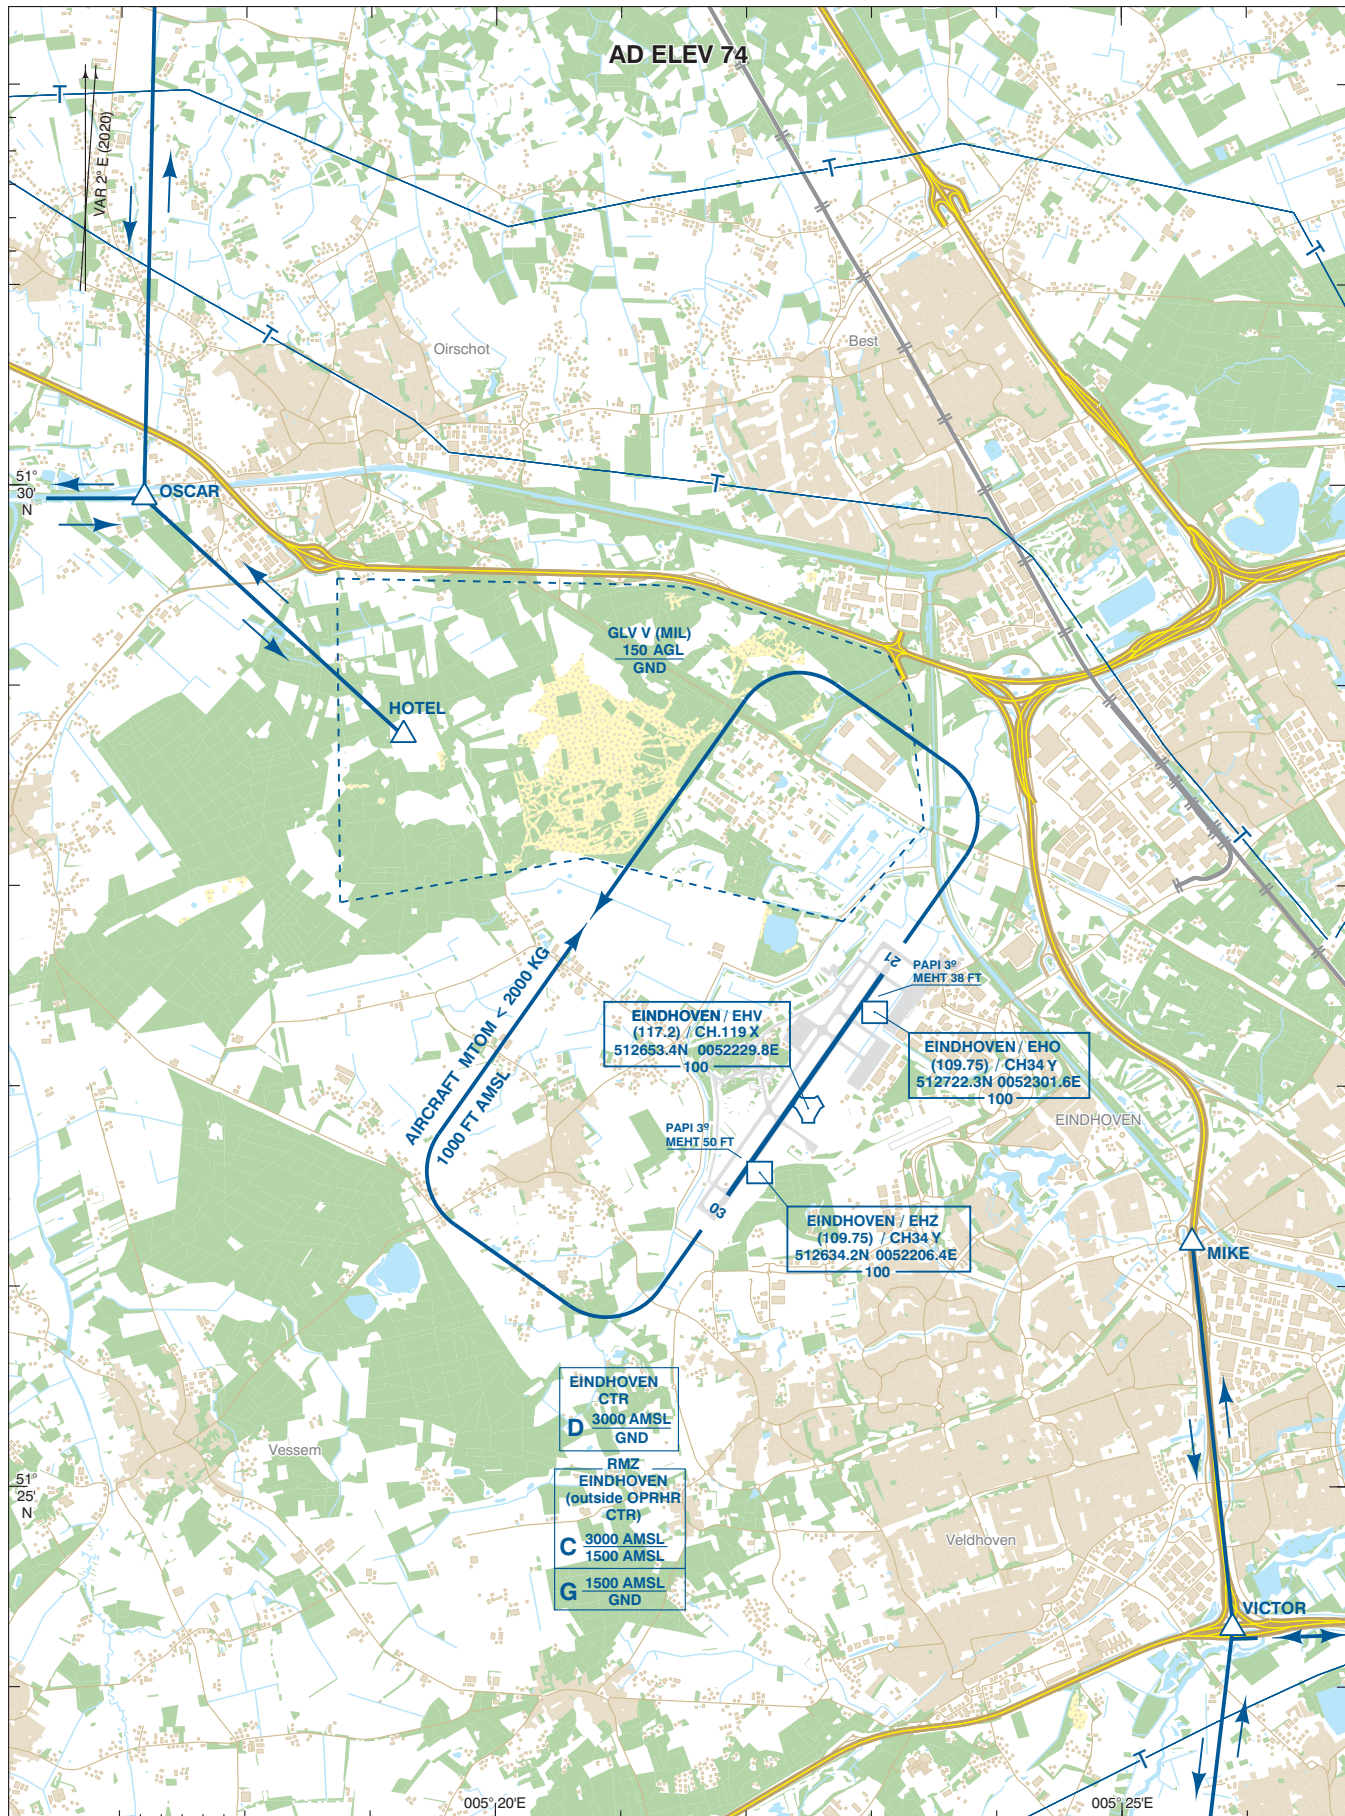 AD ELEV 74
T
T
T
VAR 2° E (2020)
T
Oirschot
Best
T
51°
30'
N
OSCAR
GLV V (MIL)
150 AGL
GND
HOTEL
T
AIRCRAFT MTOM < 2000 KG
1000 FT AMSL
21
PAPI 3°
MEHT 38 FT
EINDHOVEN / EHV
(117.2) / CH.119 X
512653.4N 0052229.8E
100
EINDHOVEN / EHO
(109.75) / CH34 Y
512722.3N 0052301.6E
100
EINDHOVEN
PAPI 3°
MEHT 50 FT
03
EINDHOVEN / EHZ
(109.75) / CH34 Y
512634.2N 0052206.4E
100
MIKE
EINDHOVEN
CTR
D 3000 AMSL
GND
Vessem
RMZ
EINDHOVEN
(outside OPRHR
CTR)
C 3000 AMSL
1500 AMSL
G 1500 AMSL
GND
51°
25'
N
Veldhoven
VICTOR
T
005° 20'E
005° 25'E